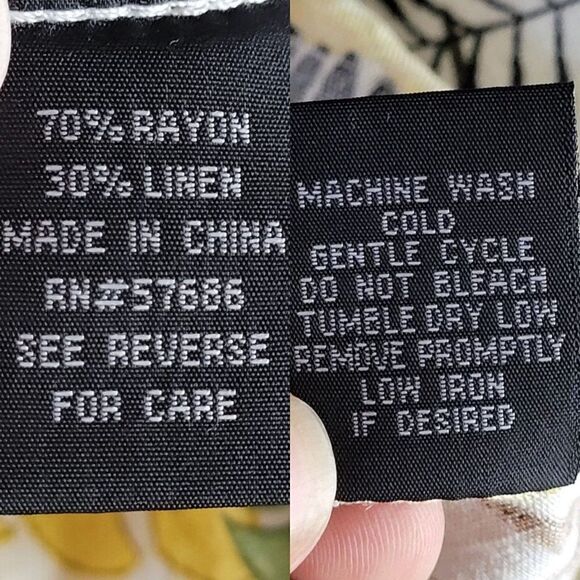 70% RAYON
30% LINEN
MADE IN CHINA
RN#57686
SEE REVERSE
FOR CARE
MACHINE WASH
COLD
GENTLE CYCLE
DO NOT BLEACH
TUMBLE DRY LOW
REMOVE PROMPTLY
LOW IRON
IF DESIRED